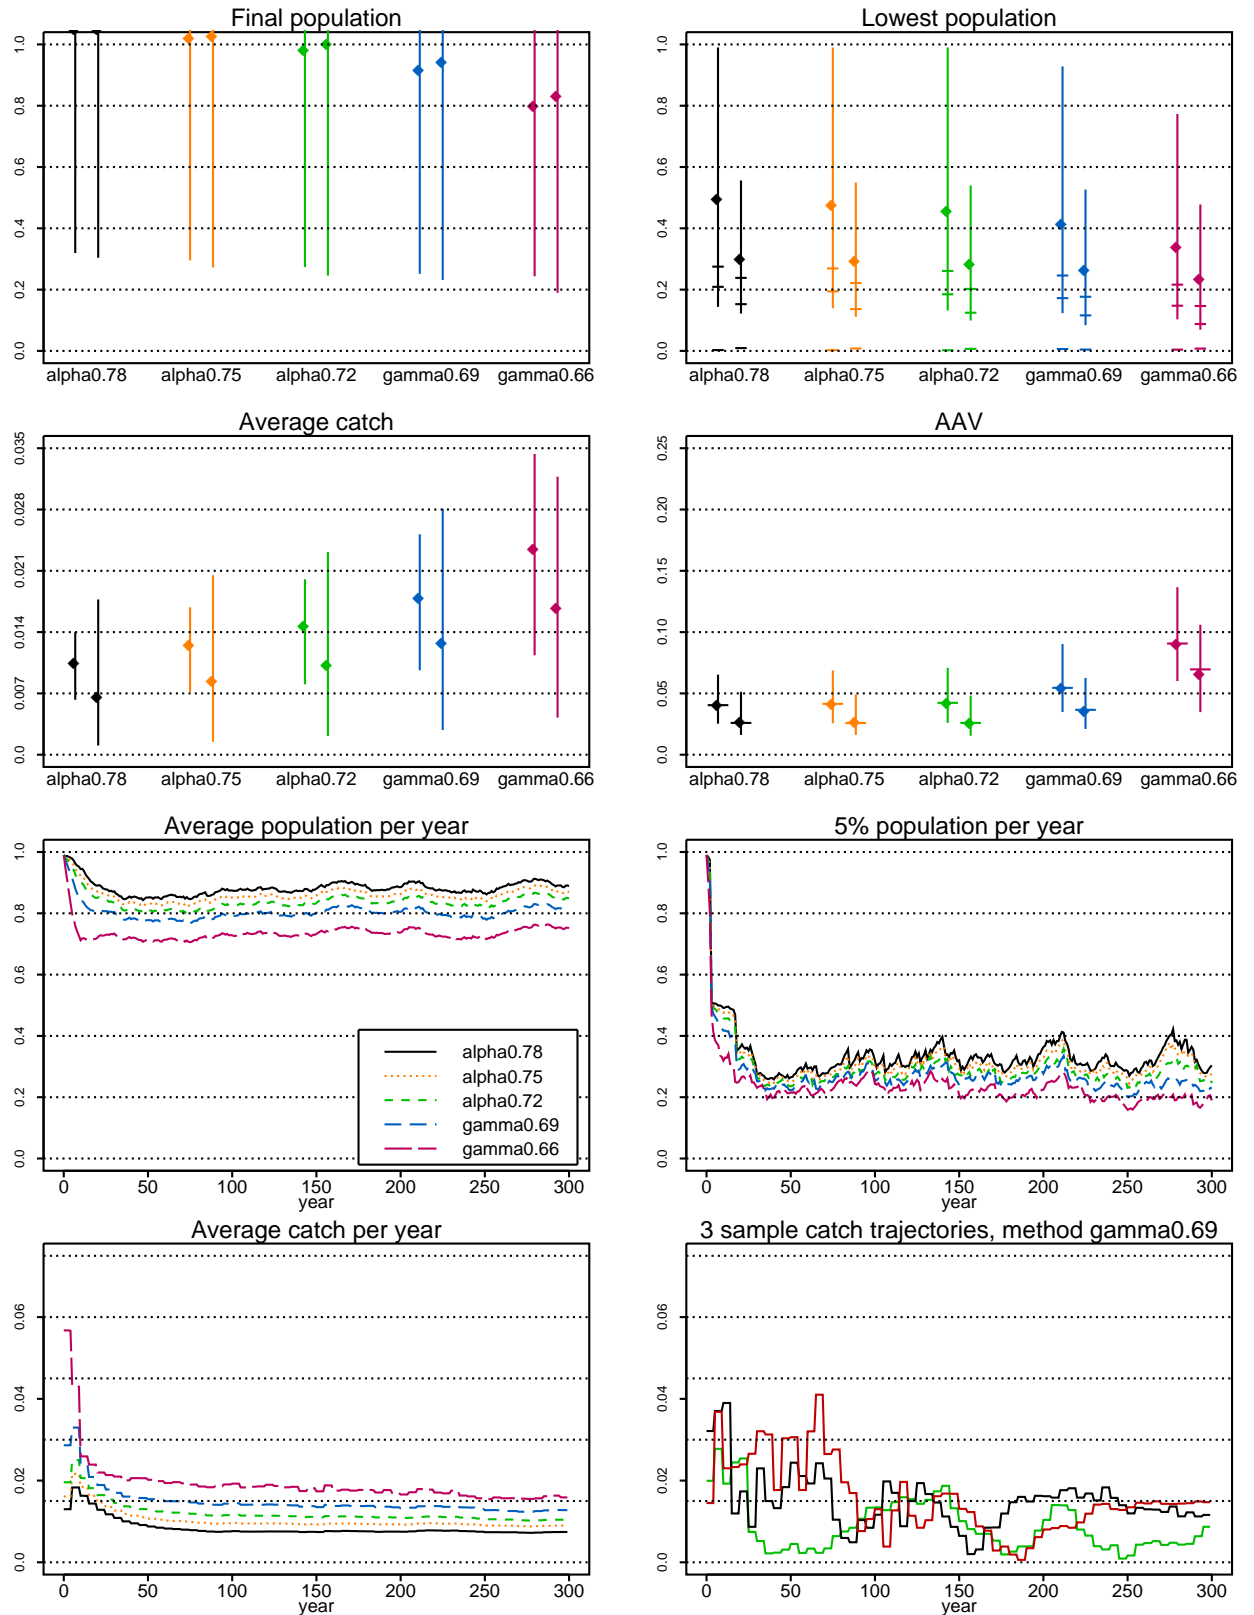 Final population
1.0
0.8
0.6
0.4
0.2
0.0
alpha0.78 alpha0.75 alpha0.72 gamma0.69 gamma0.66
Lowest population
1.0
0.8
0.6
0.4
0.2
0.0
alpha0.78 alpha0.75 alpha0.72 gamma0.69 gamma0.66
Average catch
0.035
0.028
0.021
0.014
0.007
0.0
alpha0.78 alpha0.75 alpha0.72 gamma0.69 gamma0.66
AAV
0.25
0.20
0.15
0.10
0.05
0.0
alpha0.78 alpha0.75 alpha0.72 gamma0.69 gamma0.66
Average population per year
1.0
0.8
0.6
0.4
0.2
0.0
alpha0.78
alpha0.75
alpha0.72
gamma0.69
gamma0.66
0 50 100 150 200 250 300
year
5% population per year
1.0
0.8
0.6
0.4
0.2
0.0
0 50 100 150 200 250 300
year
Average catch per year
0.06
0.04
0.02
0.0
0 50 100 150 200 250 300
year
3 sample catch trajectories, method gamma0.69
0.06
0.04
0.02
0.0
0 50 100 150 200 250 300
year